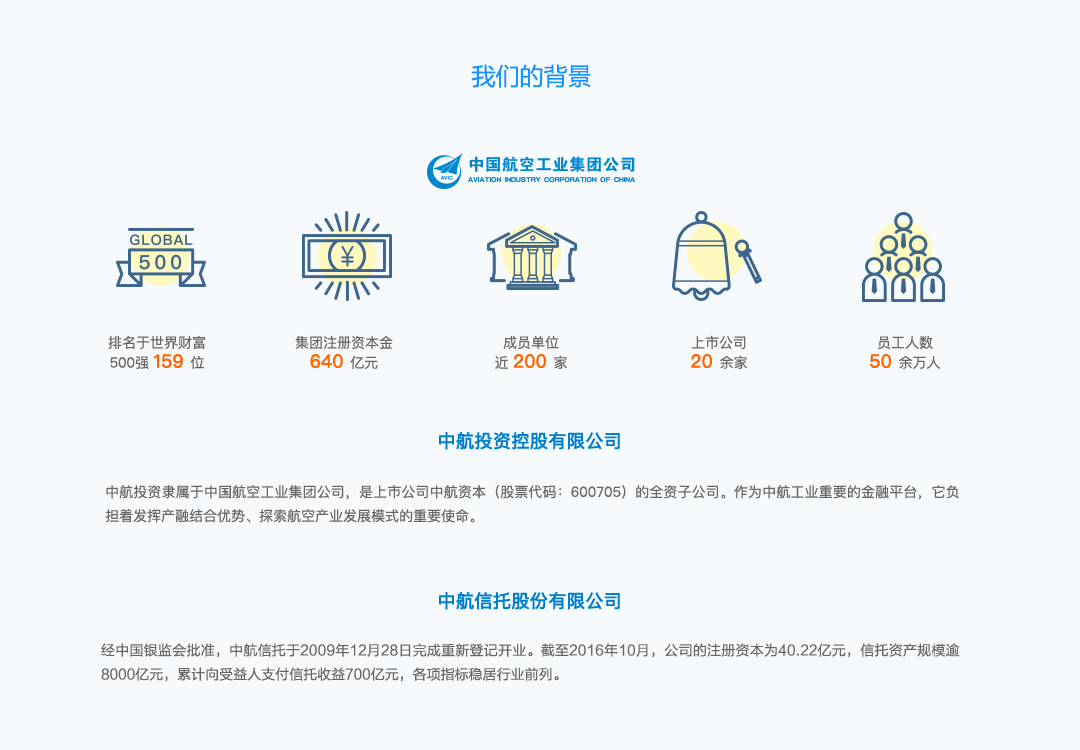 我们的背景
中国航空工业集团公司
AVIC
AVIATION INDUSTRY CORPORATION OF CHINA
GLOBAL
500
¥
排名于世界财富
500强 159 位
集团注册资本金
640 亿元
成员单位
近 200 家
上市公司
20 余家
员工人数
50 余万人
中航投资控股有限公司
中航投资隶属于中国航空工业集团公司，是上市公司中航资本（股票代码：600705）的全资子公司。作为中航工业重要的金融平台，它负
担着发挥产融结合优势、探索航空产业发展模式的重要使命。
中航信托股份有限公司
经中国银监会批准，中航信托于2009年12月28日完成重新登记开业。截至2016年10月，公司的注册资本为40.22亿元，信托资产规模逾
8000亿元，累计向受益人支付信托收益700亿元，各项指标稳居行业前列。